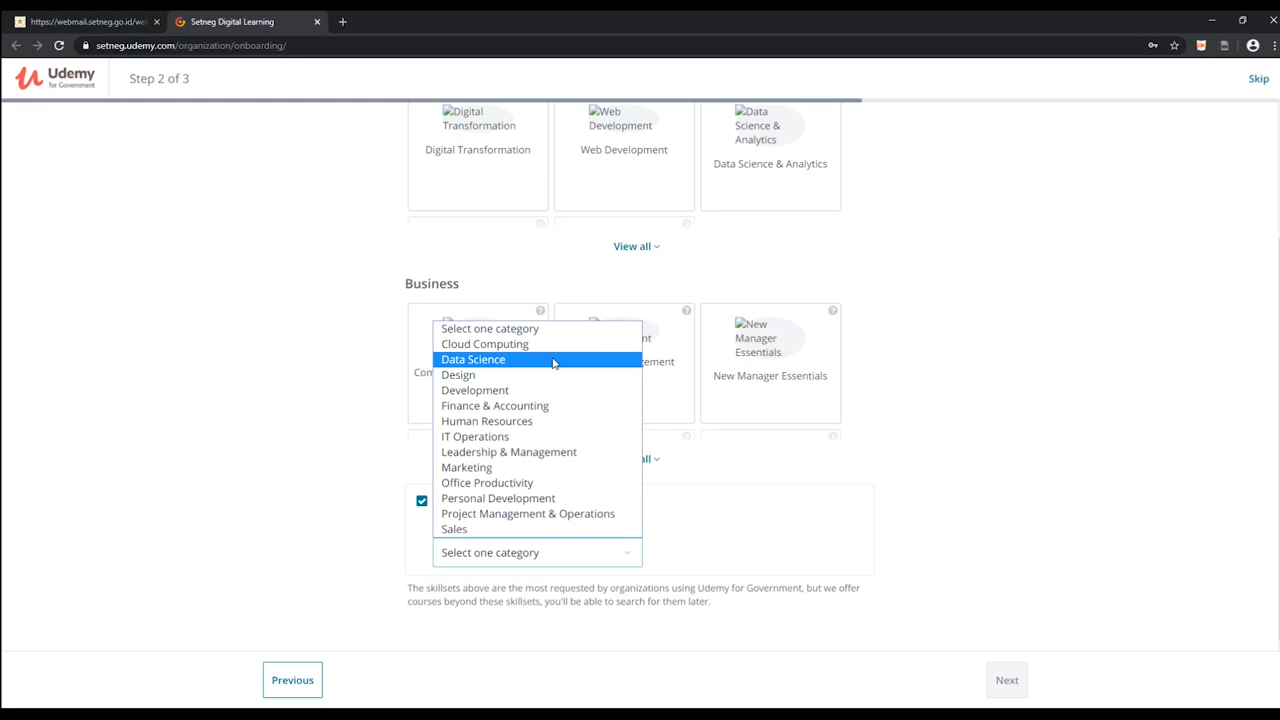 https://webmail.setneg.go.id/we
Setneg Digital Learning
setneg.udemy.com/organization/onboarding/
Udemy
for Government
Step 2 of 3
Skip
Digital
Transformation
Digital Transformation
Web
Development
Web Development
Data
Science &
Analytics
Data Science & Analytics
View all
Business
New
Manager
Essentials
New Manager Essentials
Select one category
Cloud Computing
Data Science
Design
Development
Finance & Accounting
Human Resources
IT Operations
Leadership & Management
Marketing
Office Productivity
Personal Development
Project Management & Operations
Sales
Select one category
The skillsets above are the most requested by organizations using Udemy for Government, but we offer
courses beyond these skillsets, you'll be able to search for them later.
Previous
Next